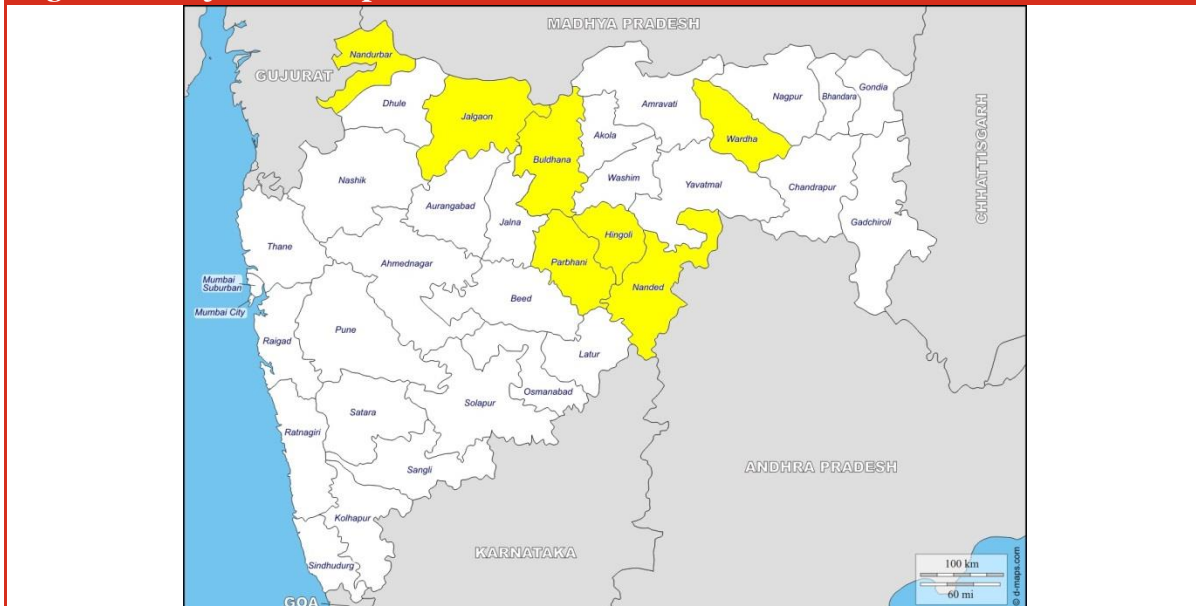 MADHYA PRADESH
Nandurbar
GUJURAT
Dhule
Jalgaon
Buldhana
Akola
Amravati
Wardha
Nagpur
Bhandara
Gondia
CHHATTISGARH
Nashik
Aurangabad
Jalna
Washim
Yavatmal
Chandrapur
Gadchiroli
Thane
Ahmednagar
Parbhani
Hingoli
Nanded
Mumbai
Suburban
Mumbai City
Beed
Raigad
Pune
Latur
Osmanabad
Solapur
Satara
Ratnagiri
Sangli
ANDHRA PRADESH
Kolhapur
KARNATAKA
Sindhudurg
GOA
100 km
60 mi
© d-maps.com